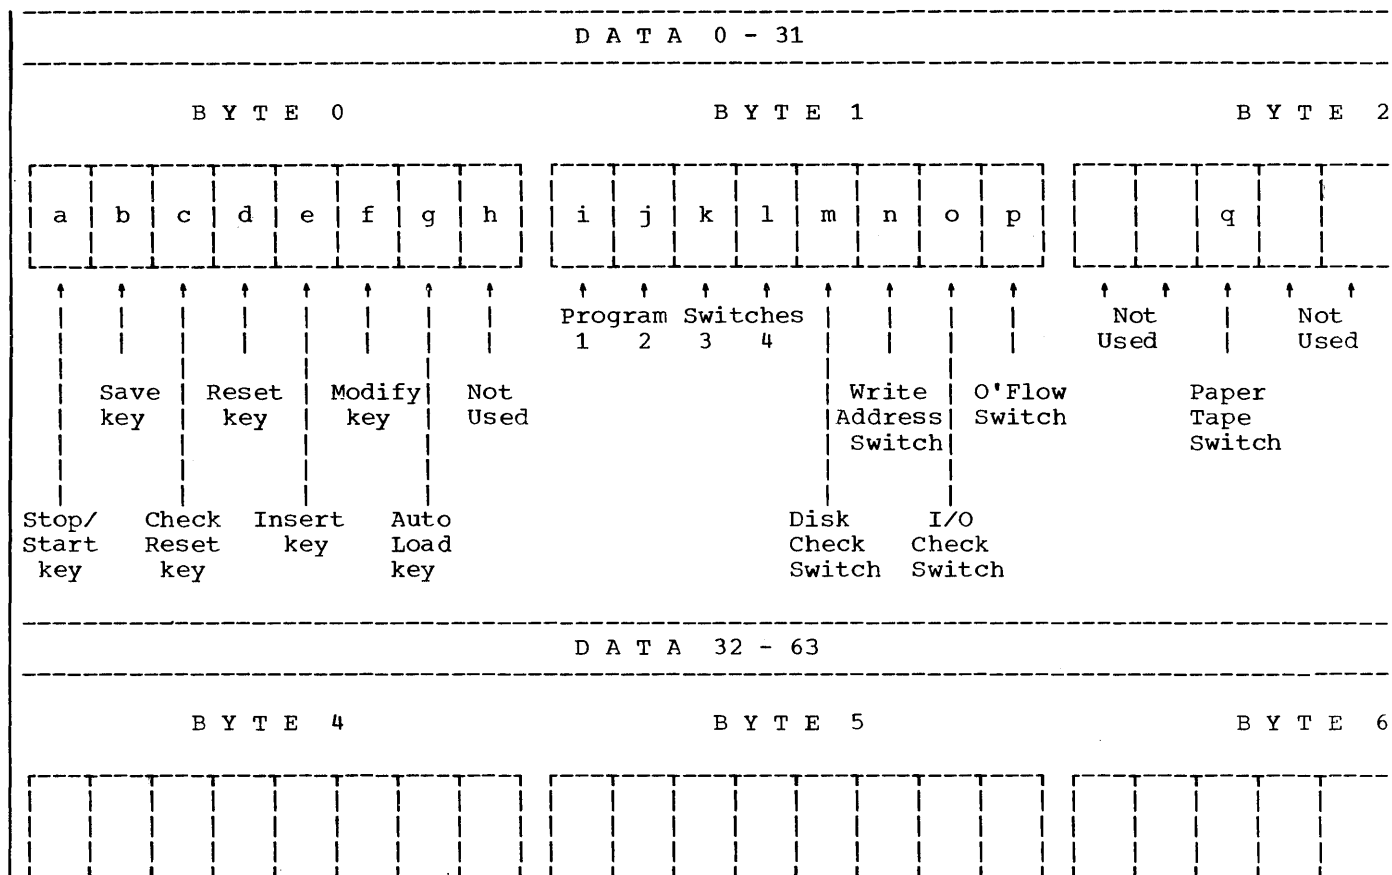 D A T A 0 - 31
B Y T E 0 B Y T E 1 B Y T E 2
a b c d e f g h i j k l m n o p q
Program Switches Not Not
1 2 3 4 Used Used
Save Reset Modify Not Write O'Flow Paper
key key key Used Address Switch Tape
Switch Switch
Stop/ Check Insert Auto Disk I/O
Start Reset key Load Check Check
key key key Switch Switch
D A T A 32 - 63
B Y T E 4 B Y T E 5 B Y T E 6